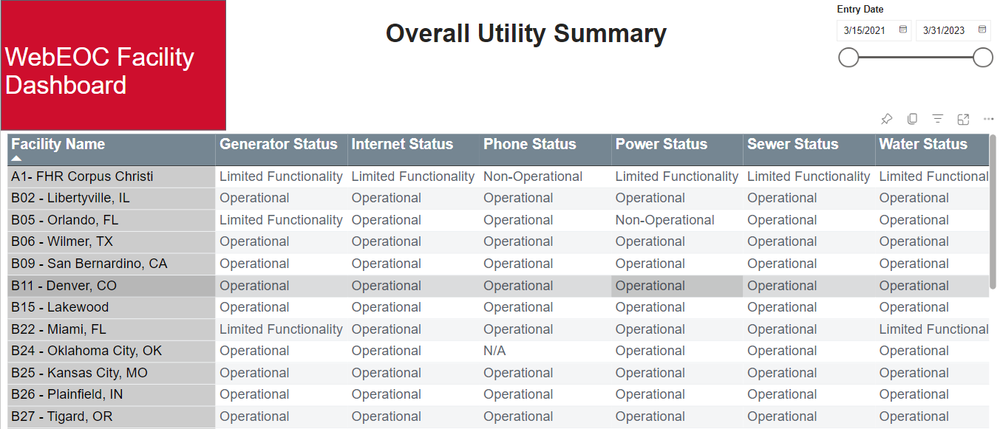 WebEOC Facility
Dashboard
Overall Utility Summary
Entry Date
3/15/2021 3/31/2023
Facility Name Generator Status Internet Status Phone Status Power Status Sewer Status Water Status
A1- FHR Corpus Christi Limited Functionality Limited Functionality Non-Operational Limited Functionality Limited Functionality Limited Functional
B02 - Libertyville, IL Operational Operational Operational Operational Operational Operational
B05 - Orlando, FL Limited Functionality Operational Operational Non-Operational Operational Operational
B06 - Wilmer, TX Operational Operational Operational Operational Operational Operational
B09 - San Bernardino, CA Operational Operational Operational Operational Operational Operational
B11 - Denver, CO Operational Operational Operational Operational Operational Operational
B15 - Lakewood Operational Operational Operational Operational Operational Operational
B22 - Miami, FL Limited Functionality Operational Operational Operational Operational Limited Functional
B24 - Oklahoma City, OK Operational Operational N/A Operational Operational Operational
B25 - Kansas City, MO Operational Operational Operational Operational Operational Operational
B26 - Plainfield, IN Operational Operational Operational Operational Operational Operational
B27 - Tigard, OR Operational Operational Operational Operational Operational Operational